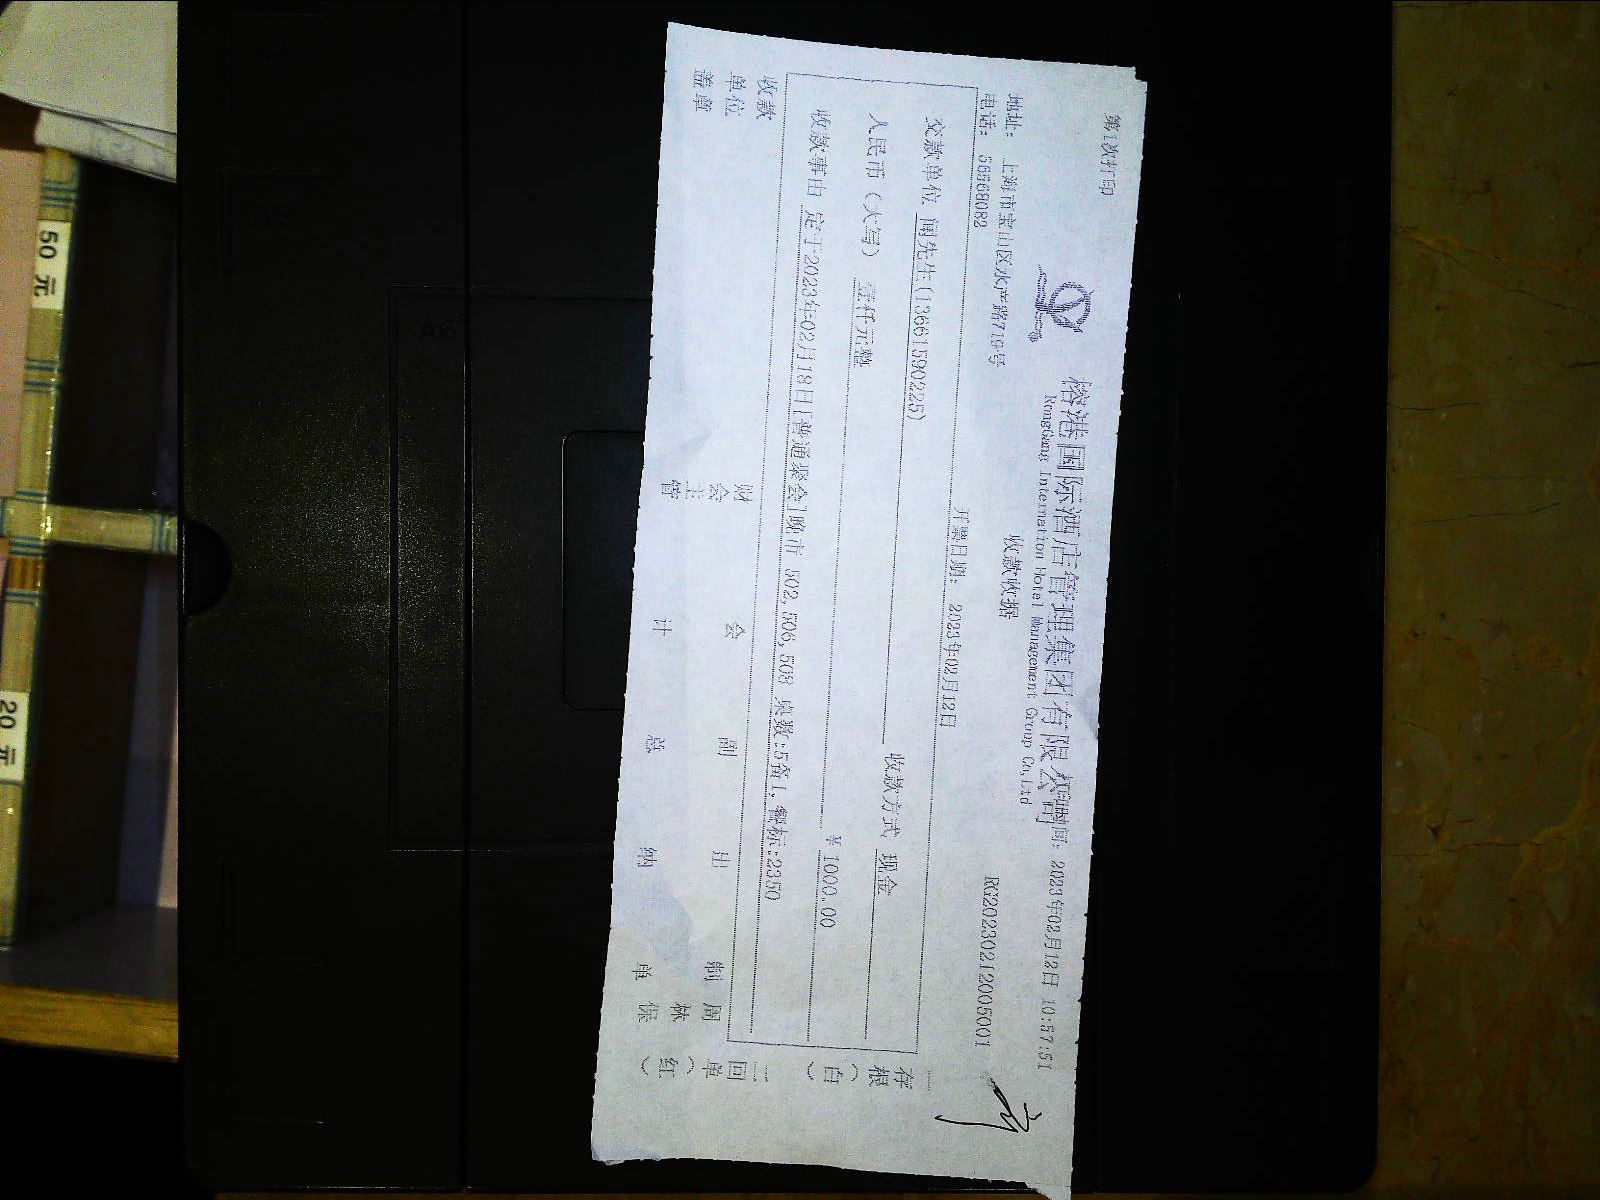 第1次打印
榕港国际酒店管理集团有限公司
印时间: 2023年02月12日 10:57:51
RongGang Internation Hotel Management Group Co,Ltd
地址: 上海市宝山区水产路719号
收款收据
RG20230212005001
电话: 56568082
开票日期: 2023年02月12日
交款单位 闻先生(13661590225)
收款方式 现金
人民币(大写) 壹仟元整
¥ 1000.00
收款事由 定于2023年02月18日[普通聚会]晚市 502,506,508 桌数:5备1,餐标:2350
一存根(白)
二回单(红)
收款单位盖章
财会主管
会计
副总
出纳
制单
周林保
50 元
20 元
A6